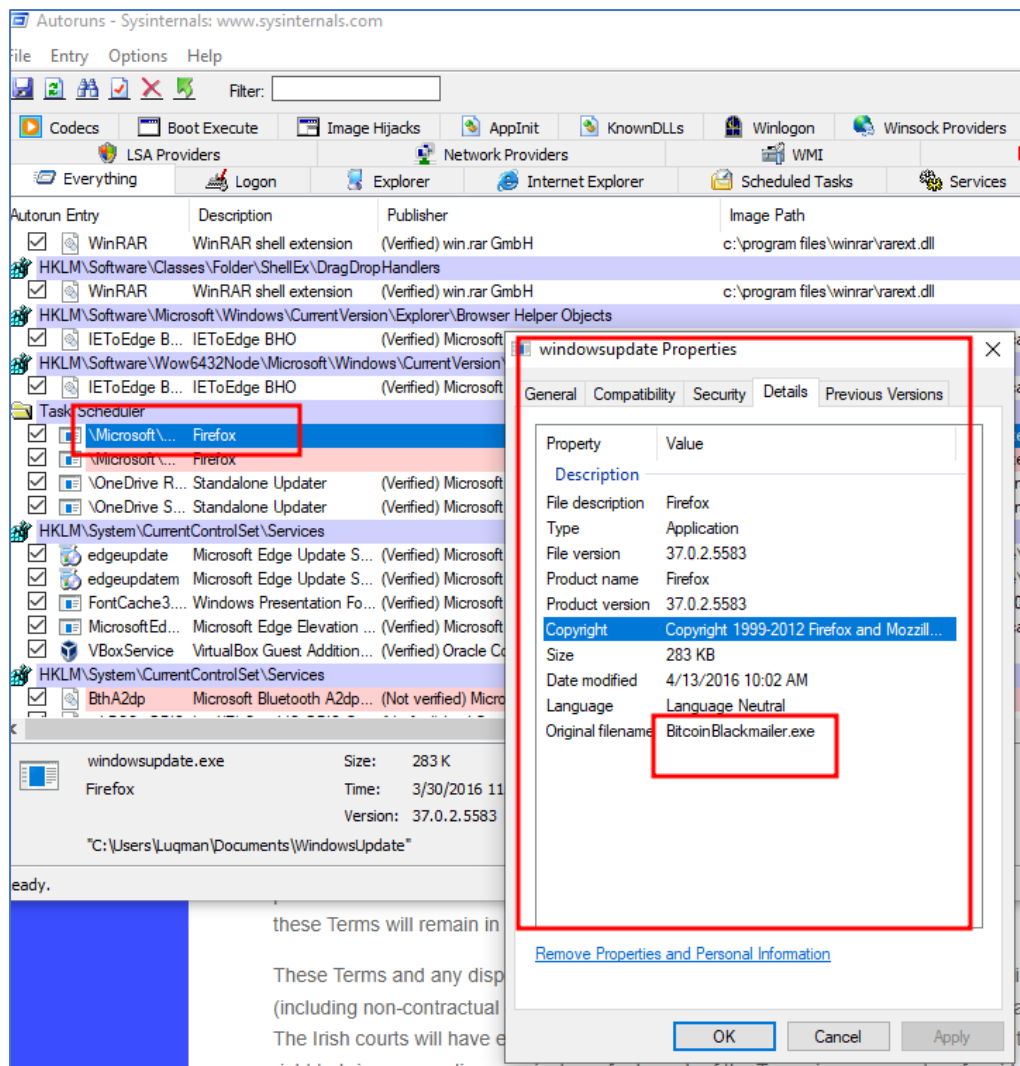 Autoruns - Sysinternals: www.sysinternals.com
File Entry Options Help
Filter:
Codecs Boot Execute Image Hijacks AppInit KnownDLLs Winlogon Winsock Providers
LSA Providers Network Providers WMI
Everything Logon Explorer Internet Explorer Scheduled Tasks Services
Autorun Entry Description Publisher Image Path
WinRAR WinRAR shell extension (Verified) win.rar GmbH c:\program files\winrar\rarext.dll
HKLM\Software\Classes\Folder\ShellEx\DragDropHandlers
WinRAR WinRAR shell extension (Verified) win.rar GmbH c:\program files\winrar\rarext.dll
HKLM\Software\Microsoft\Windows\CurrentVersion\Explorer\Browser Helper Objects
IEToEdge B... IEToEdge BHO (Verified) Microsoft
HKLM\Software\Wow6432Node\Microsoft\Windows\CurrentVersion\
IEToEdge B... IEToEdge BHO (Verified) Microsoft
Task Scheduler
\Microsoft\... Firefox
\Microsoft\... Firefox
\OneDrive R... Standalone Updater (Verified) Microsoft
\OneDrive S... Standalone Updater (Verified) Microsoft
HKLM\System\CurrentControlSet\Services
edgeupdate Microsoft Edge Update S... (Verified) Microsoft
edgeupdatem Microsoft Edge Update S... (Verified) Microsoft
FontCache3.... Windows Presentation Fo... (Verified) Microsoft
MicrosoftEd... Microsoft Edge Elevation ... (Verified) Microsoft
VBoxService VirtualBox Guest Addition... (Verified) Oracle Co
HKLM\System\CurrentControlSet\Services
BthA2dp Microsoft Bluetooth A2dp... (Not verified) Micro
windowsupdate.exe Size: 283 K
Firefox Time: 3/30/2016 11
Version: 37.0.2.5583
"C:\Users\Luqman\Documents\WindowsUpdate"
eady.
windowsupdate Properties
General Compatibility Security Details Previous Versions
Property Value
Description
File description Firefox
Type Application
File version 37.0.2.5583
Product name Firefox
Product version 37.0.2.5583
Copyright Copyright 1999-2012 Firefox and Mozzill...
Size 283 KB
Date modified 4/13/2016 10:02 AM
Language Language Neutral
Original filename BitcoinBlackmailer.exe
Remove Properties and Personal Information
OK Cancel Apply
these Terms will remain in
These Terms and any disp
(including non-contractual
The Irish courts will have e